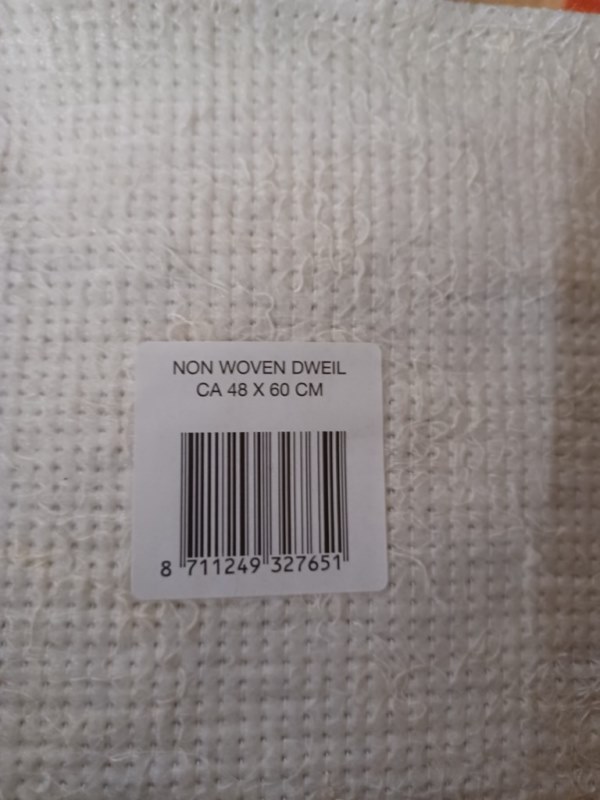 NON WOVEN DWEIL
CA 48 X 60 CM
8 711249 327651